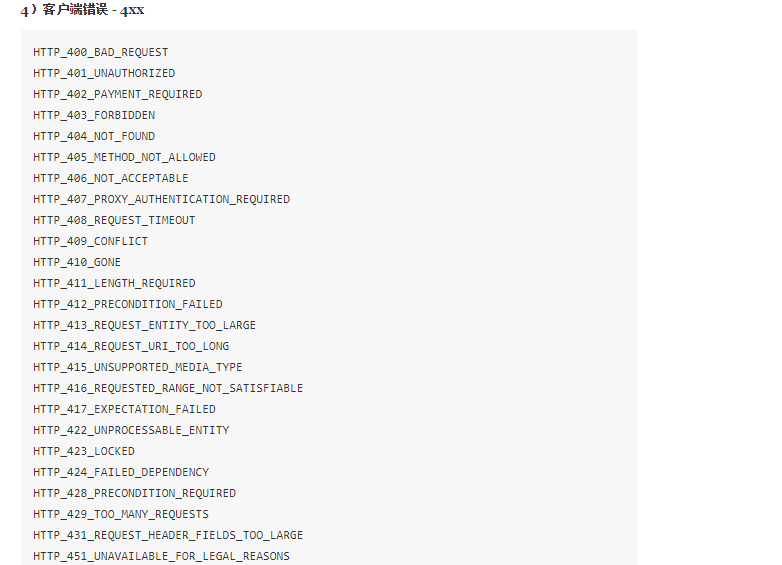 4）客户端错误 - 4xx
HTTP_400_BAD_REQUEST
HTTP_401_UNAUTHORIZED
HTTP_402_PAYMENT_REQUIRED
HTTP_403_FORBIDDEN
HTTP_404_NOT_FOUND
HTTP_405_METHOD_NOT_ALLOWED
HTTP_406_NOT_ACCEPTABLE
HTTP_407_PROXY_AUTHENTICATION_REQUIRED
HTTP_408_REQUEST_TIMEOUT
HTTP_409_CONFLICT
HTTP_410_GONE
HTTP_411_LENGTH_REQUIRED
HTTP_412_PRECONDITION_FAILED
HTTP_413_REQUEST_ENTITY_TOO_LARGE
HTTP_414_REQUEST_URI_TOO_LONG
HTTP_415_UNSUPPORTED_MEDIA_TYPE
HTTP_416_REQUESTED_RANGE_NOT_SATISFIABLE
HTTP_417_EXPECTATION_FAILED
HTTP_422_UNPROCESSABLE_ENTITY
HTTP_423_LOCKED
HTTP_424_FAILED_DEPENDENCY
HTTP_428_PRECONDITION_REQUIRED
HTTP_429_TOO_MANY_REQUESTS
HTTP_431_REQUEST_HEADER_FIELDS_TOO_LARGE
HTTP_451_UNAVAILABLE_FOR_LEGAL_REASONS